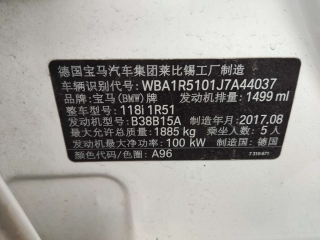 德国宝马汽车集团莱比锡工厂制造
车辆识别代号/VIN: WBA1R5101J7A44037
品牌: 宝马(BMW)牌 发动机排量: 1499 ml
整车型号: 118i 1R51
发动机型号: B38B15A 制造年月: 2017.08
最大允许总质量: 1885 kg 乘坐人数: 5 人
发动机最大净功率: 100 kW 制造国: 德国
颜色代码/色圈: A96